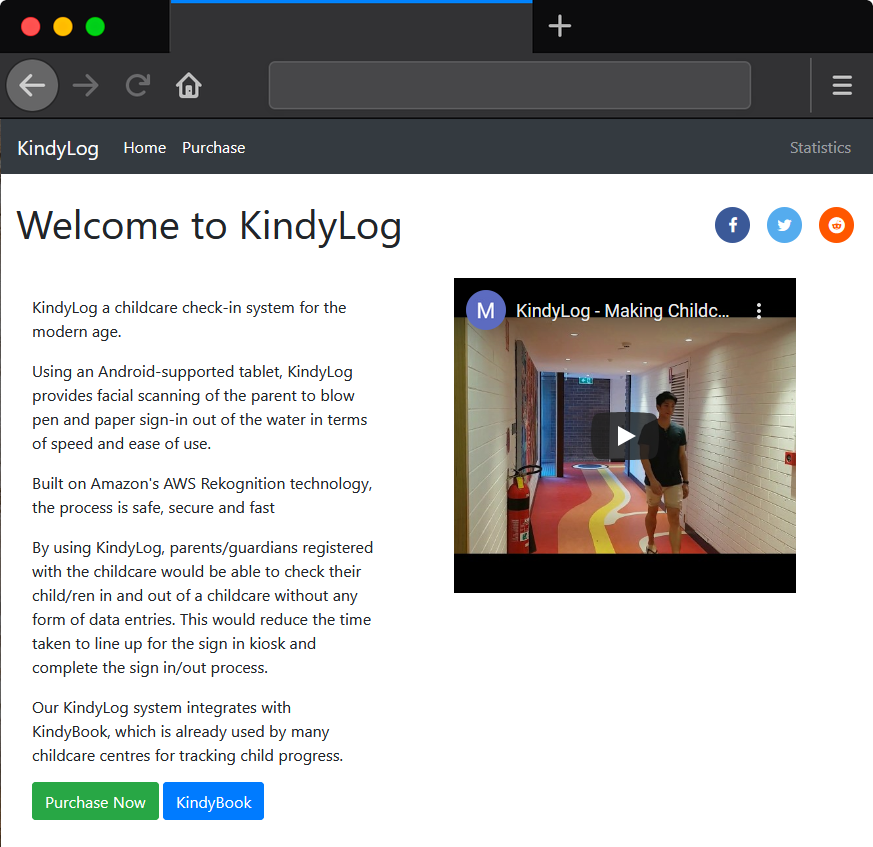 KindyLog Home Purchase Statistics
Welcome to KindyLog
KindyLog a childcare check-in system for the
modern age.
Using an Android-supported tablet, KindyLog
provides facial scanning of the parent to blow
pen and paper sign-in out of the water in terms
of speed and ease of use.
Built on Amazon's AWS Rekognition technology,
the process is safe, secure and fast
By using KindyLog, parents/guardians registered
with the childcare would be able to check their
child/ren in and out of a childcare without any
form of data entries. This would reduce the time
taken to line up for the sign in kiosk and
complete the sign in/out process.
Our KindyLog system integrates with
KindyBook, which is already used by many
childcare centres for tracking child progress.
Purchase Now KindyBook
M KindyLog - Making Childc...